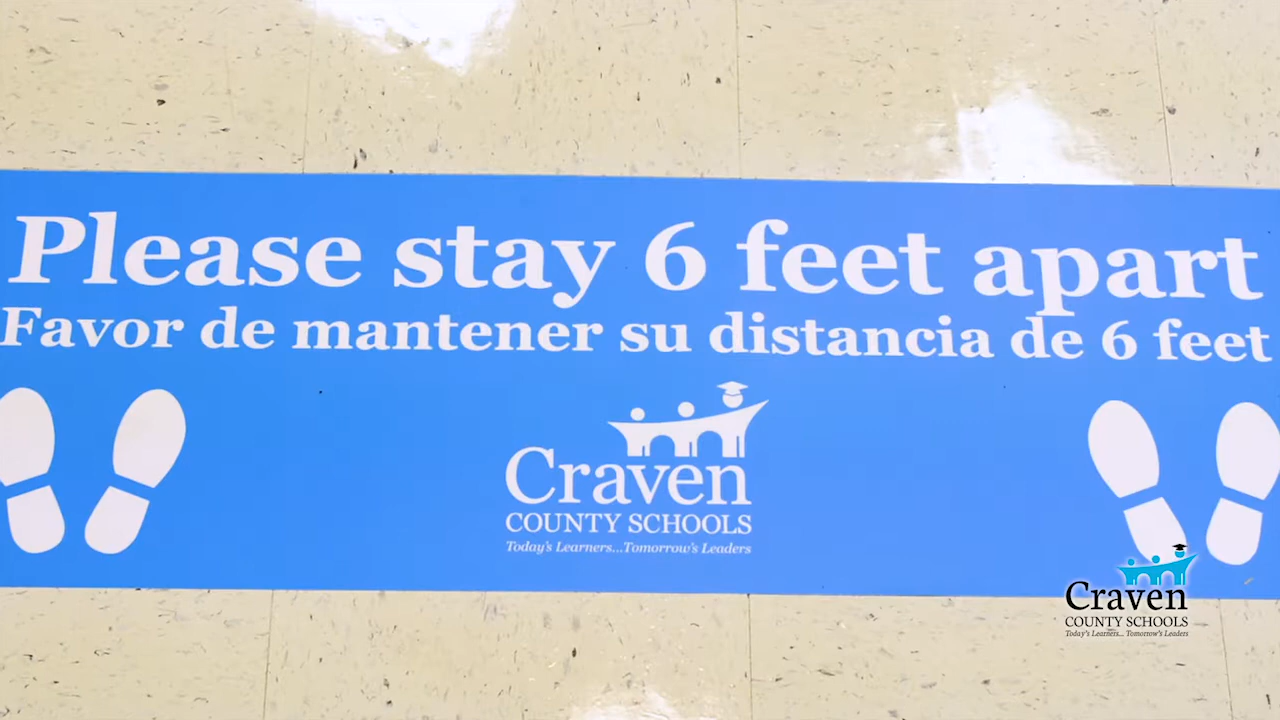 Please stay 6 feet apart
Favor de mantener su distancia de 6 feet
Craven
COUNTY SCHOOLS
Today's Learners...Tomorrow's Leaders
Craven
COUNTY SCHOOLS
Today's Learners... Tomorrow's Leaders